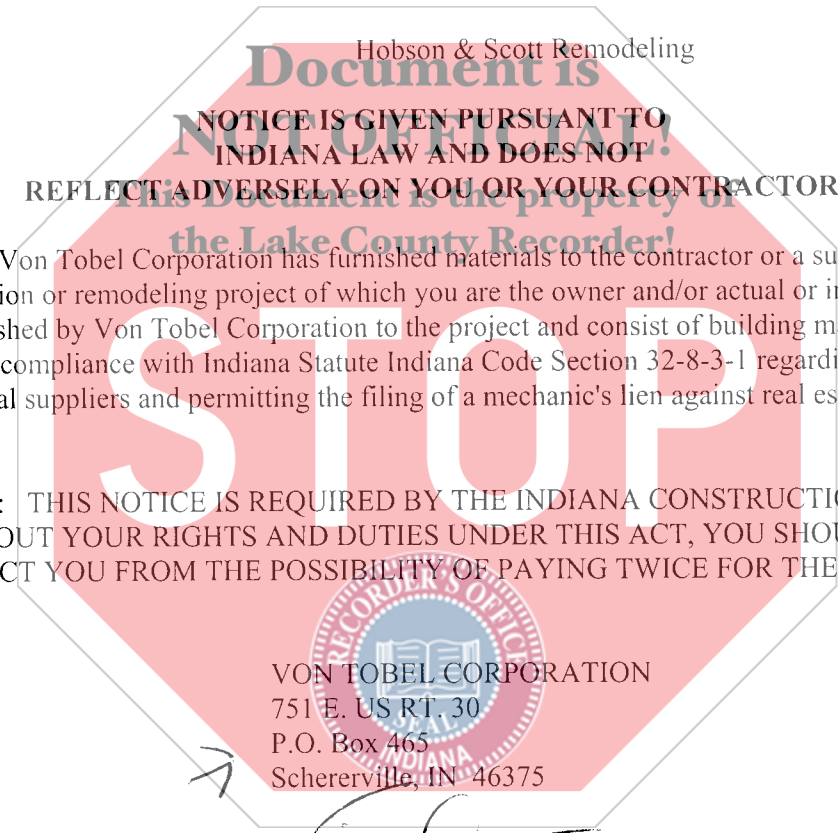 Hobson & Scott Remodeling
Document is
NOTICE IS GIVEN PURSUANT TO
NOT OFFICIAL!
INDIANA LAW AND DOES NOT
REFLECT ADVERSELY ON YOU OR YOUR CONTRACTOR
This Document is the property of
the Lake County Recorder!
Von Tobel Corporation has furnished materials to the contractor or a su
ion or remodeling project of which you are the owner and/or actual or in
shed by Von Tobel Corporation to the project and consist of building m
compliance with Indiana Statute Indiana Code Section 32-8-3-1 regardi
al suppliers and permitting the filing of a mechanic's lien against real es
STOP
: THIS NOTICE IS REQUIRED BY THE INDIANA CONSTRUCTIO
OUT YOUR RIGHTS AND DUTIES UNDER THIS ACT, YOU SHOU
CT YOU FROM THE POSSIBILITY OF PAYING TWICE FOR THE
RECORDER'S OFFICE
VON TOBEL CORPORATION
751 E. US RT. 30
SEAL
P.O. Box 465
INDIANA
Schererville, IN 46375